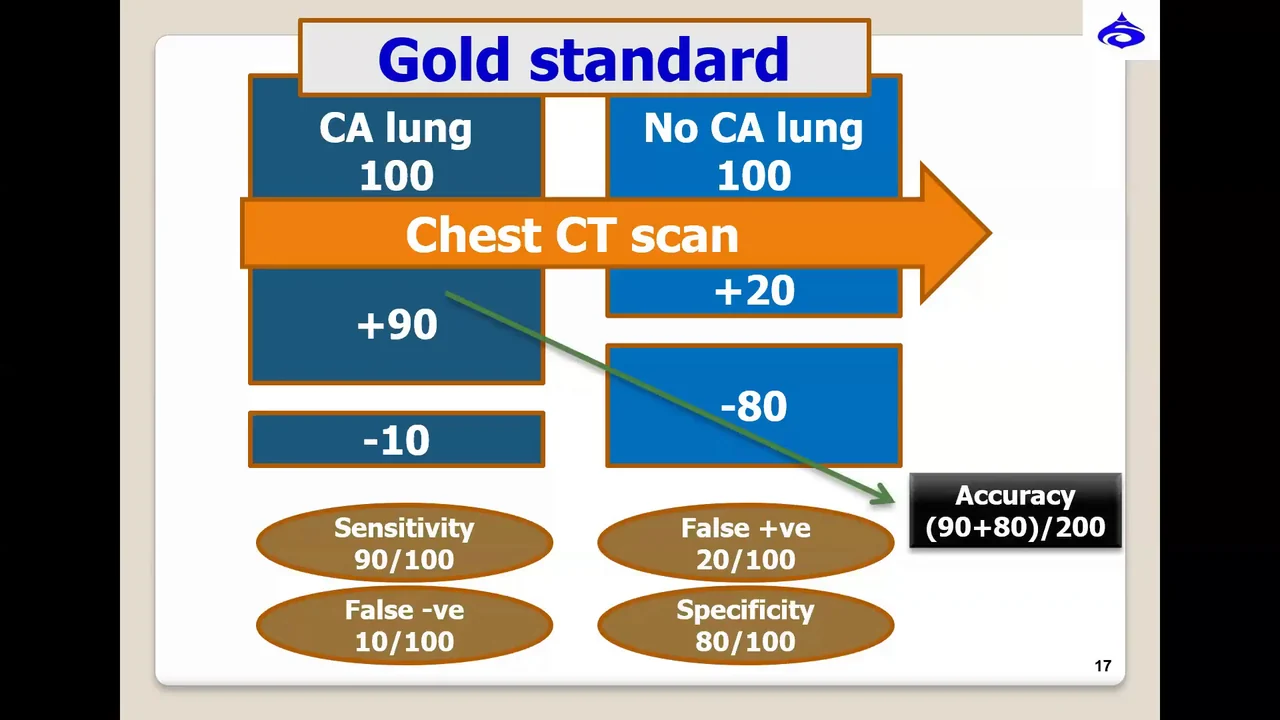 Gold standard
CA lung
100
No CA lung
100
Chest CT scan
+90
+20
-10
-80
Sensitivity
90/100
False +ve
20/100
Accuracy
(90+80)/200
False -ve
10/100
Specificity
80/100
17